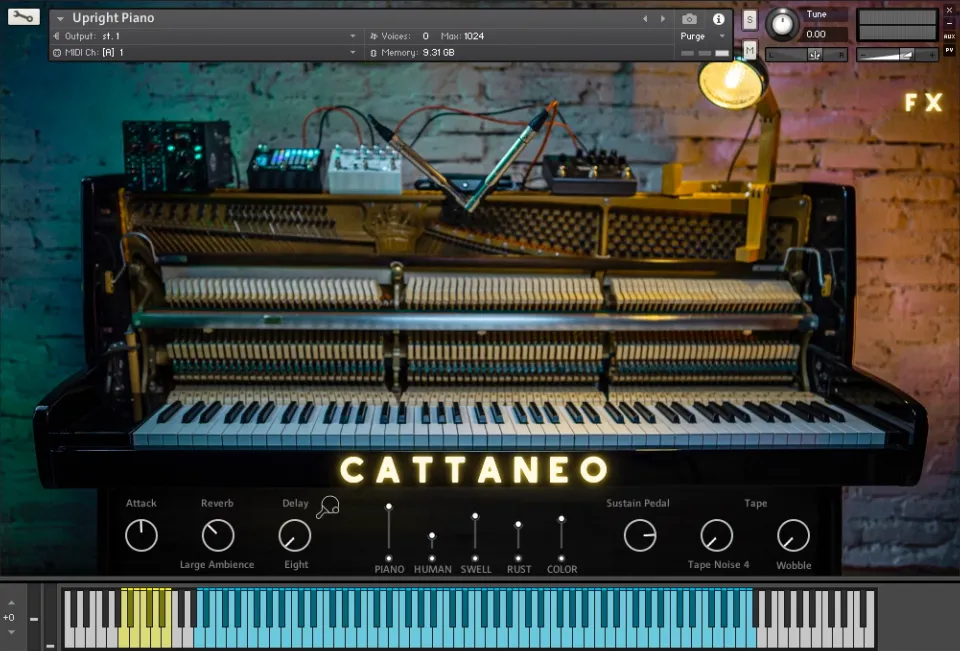 Upright Piano
Output: st. 1
Voices: 0 Max: 1024
Purge
MIDI Ch: [A] 1
Memory: 9.31 GB
S
M
Tune
0.00
L R
AUX
PV
FX
CATTANEO
Attack Reverb Delay Sustain Pedal Tape
Large Ambience Eight PIANO HUMAN SWELL RUST COLOR Tape Noise 4 Wobble
+0